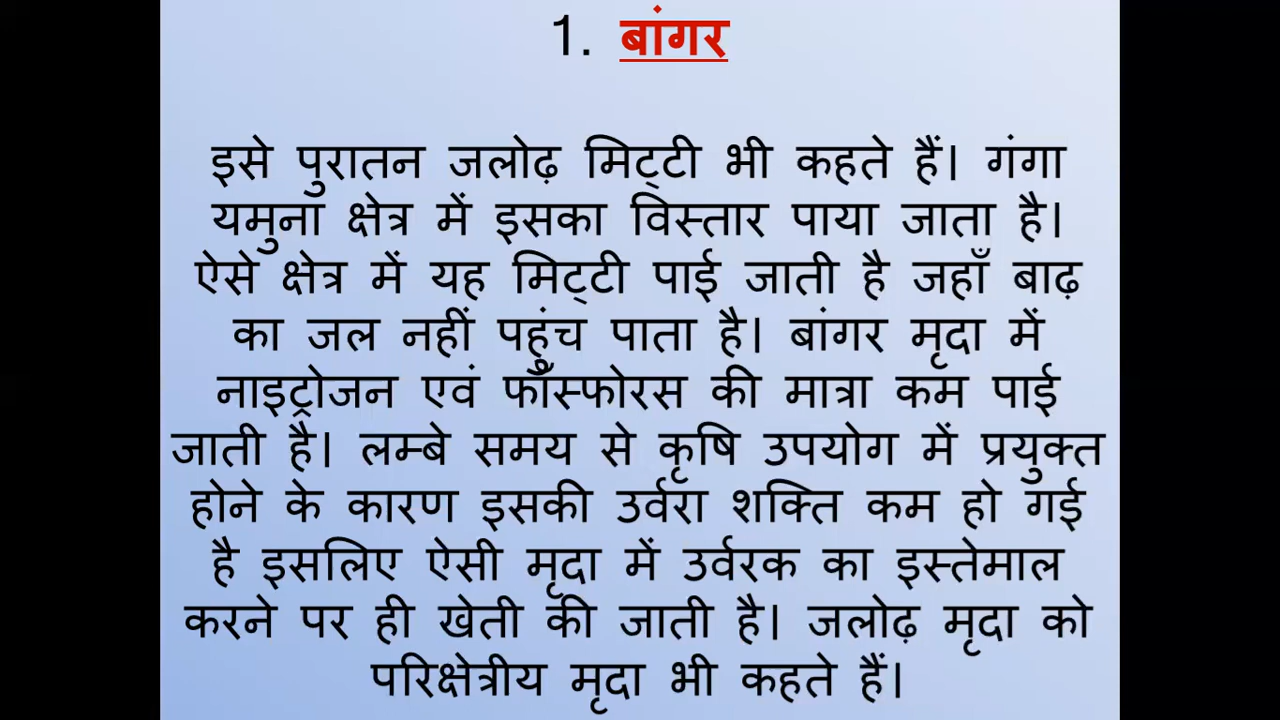 1. बांगर
इसे पुरातन जलोढ़ मिट्टी भी कहते हैं। गंगा
यमुना क्षेत्र में इसका विस्तार पाया जाता है।
ऐसे क्षेत्र में यह मिट्टी पाई जाती है जहाँ बाढ़
का जल नहीं पहुंच पाता है। बांगर मृदा में
नाइट्रोजन एवं फॉस्फोरस की मात्रा कम पाई
जाती है। लम्बे समय से कृषि उपयोग में प्रयुक्त
होने के कारण इसकी उर्वरा शक्ति कम हो गई
है इसलिए ऐसी मृदा में उर्वरक का इस्तेमाल
करने पर ही खेती की जाती है। जलोढ़ मृदा को
परिक्षेत्रीय मृदा भी कहते हैं।